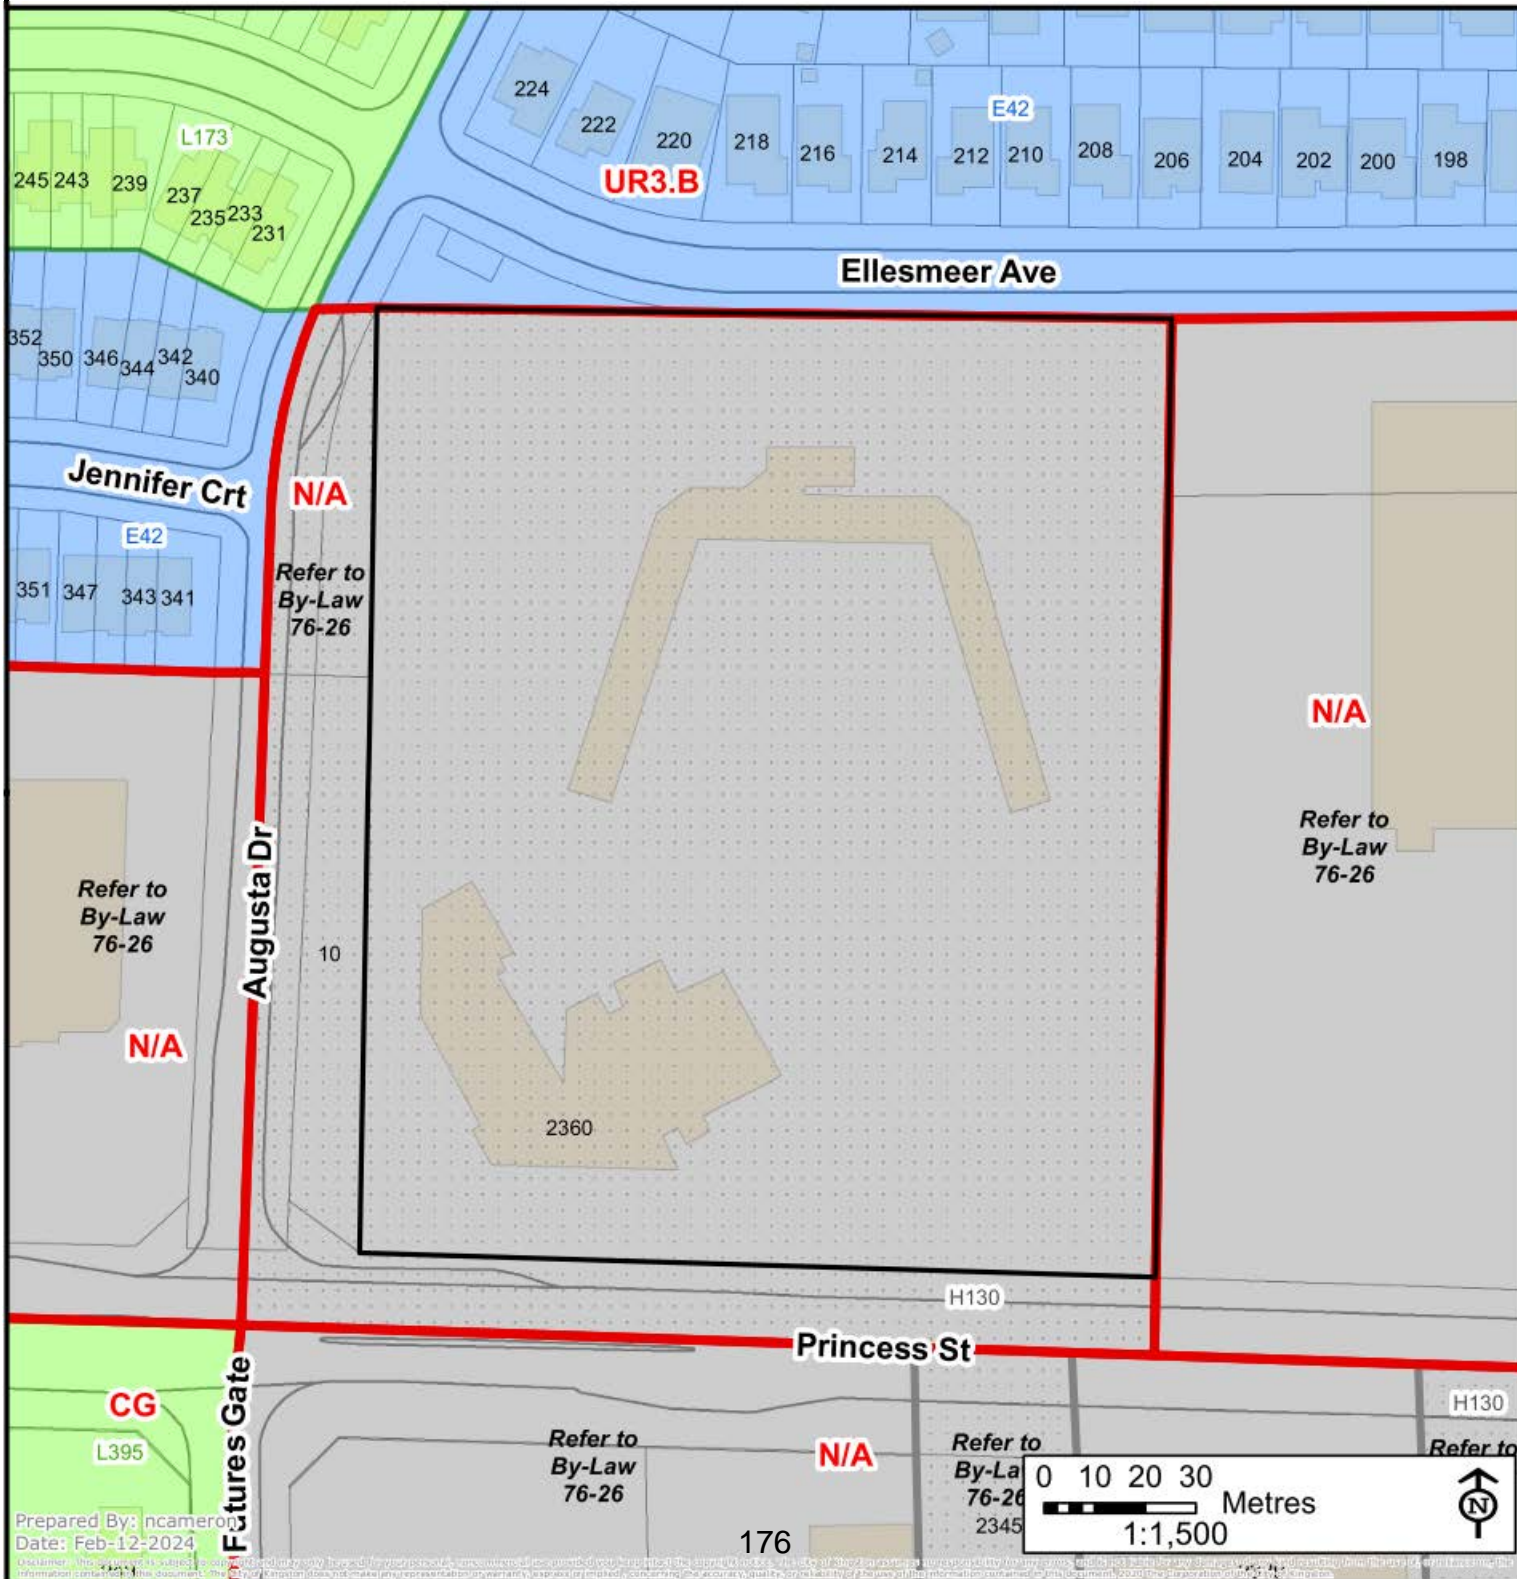 224
222
220
218
216
214
212
E42
210
208
206
204
202
200
198
UR3.B
L173
245
243
239
237
235
233
231
Ellesmeer Ave
352
350
346
344
342
340
Jennifer Crt
N/A
E42
351
347
343
341
Refer to
By-Law
76-26
N/A
Refer to
By-Law
76-26
Augusta Dr
Refer to
By-Law
76-26
10
N/A
2360
H130
Princess St
CG
L395
Futures Gate
Refer to
By-Law
76-26
N/A
Refer to
76-26
2345
H130
Refer to
0 10 20 30
Metres
1:1,500
N
Prepared By: ncameron
Date: Feb-12-2024
176